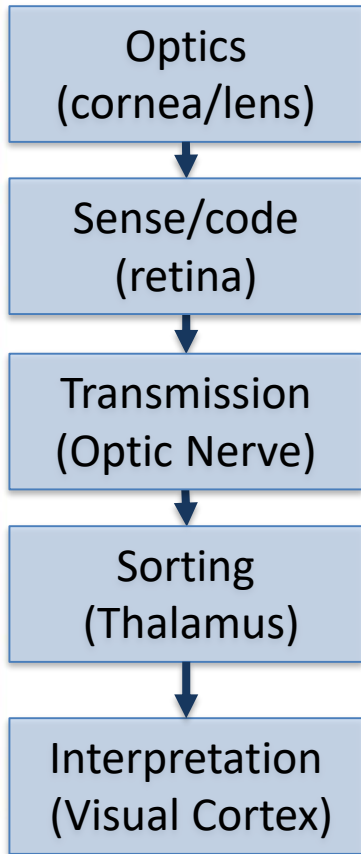 Optics
(cornea/lens)
Sense/code
(retina)
Transmission
(Optic Nerve)
Sorting
(Thalamus)
Interpretation
(Visual Cortex)